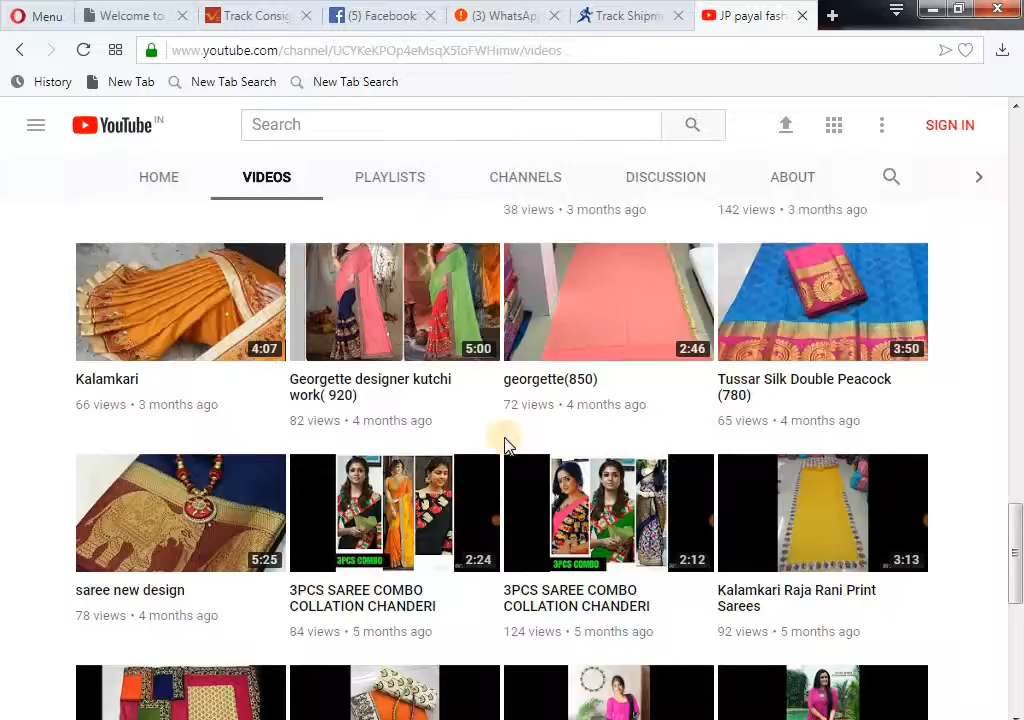 Menu
Welcome to
Track Consig
(5) Facebook
(3) WhatsAp
Track Shipm
JP payal fash
www.youtube.com/channel/UCYKeKPOp4eMsqX5IoFWHimw/videos
History
New Tab
New Tab Search
New Tab Search
YouTube IN
Search
SIGN IN
HOME
VIDEOS
PLAYLISTS
CHANNELS
DISCUSSION
ABOUT
38 views • 3 months ago
142 views • 3 months ago
4:07
5:00
2:46
3:50
Kalamkari
66 views • 3 months ago
Georgette designer kutchi
work( 920)
82 views • 4 months ago
georgette(850)
72 views • 4 months ago
Tussar Silk Double Peacock
(780)
65 views • 4 months ago
5:25
3PCS COMBO
2:24
3PCS COMBO
2:12
3:13
saree new design
78 views • 4 months ago
3PCS SAREE COMBO
COLLATION CHANDERI
84 views • 5 months ago
3PCS SAREE COMBO
COLLATION CHANDERI
124 views • 5 months ago
Kalamkari Raja Rani Print
Sarees
92 views • 5 months ago